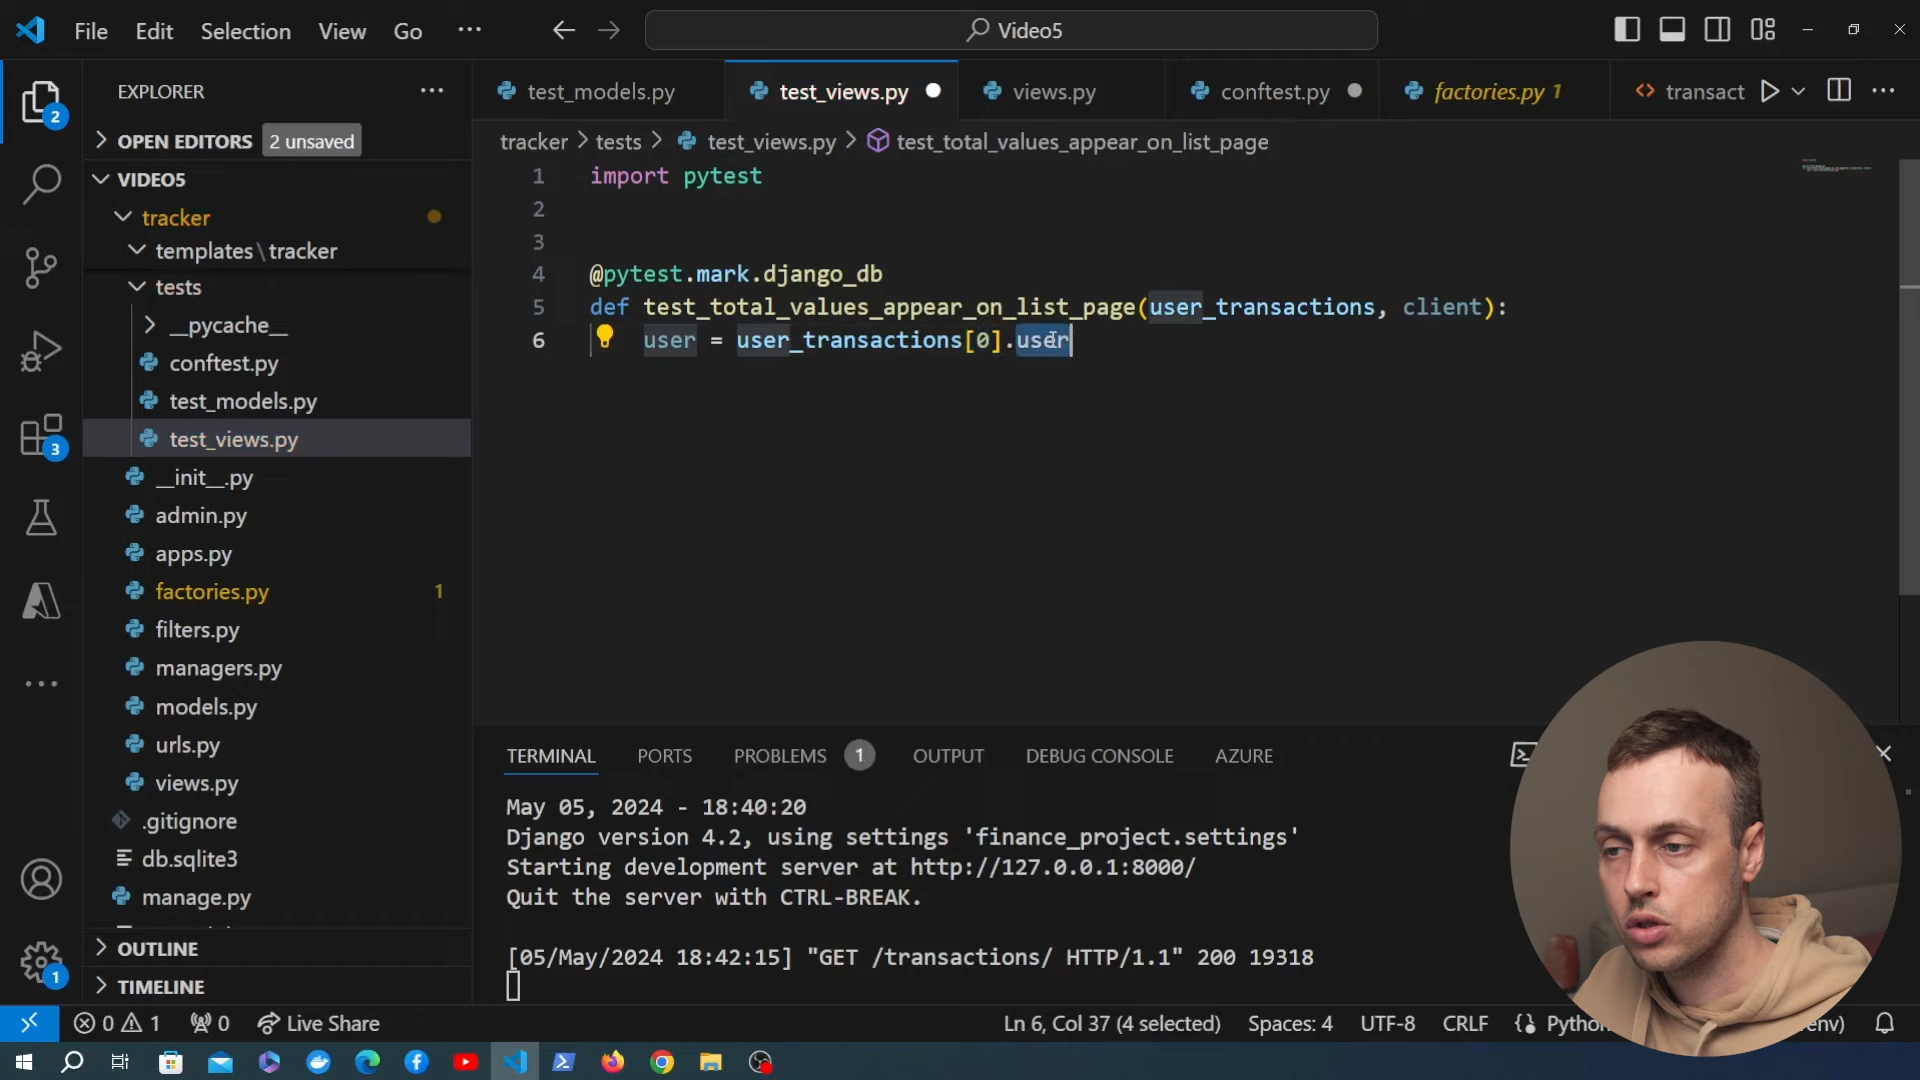 File Edit Selection View Go ··· Video5
EXPLORER ···
test_models.py test_views.py views.py conftest.py factories.py 1 transact ···
OPEN EDITORS 2 unsaved
tracker > tests > test_views.py > test_total_values_appear_on_list_page
VIDEO5
tracker
templates\tracker
tests
__pycache__
conftest.py
test_models.py
test_views.py
__init__.py
admin.py
apps.py
factories.py 1
filters.py
managers.py
models.py
urls.py
views.py
.gitignore
db.sqlite3
manage.py
OUTLINE
TIMELINE
2
3
1
1 import pytest
2
3
4 @pytest.mark.django_db
5 def test_total_values_appear_on_list_page(user_transactions, client):
6 user = user_transactions[0].user
TERMINAL PORTS PROBLEMS 1 OUTPUT DEBUG CONSOLE AZURE
May 05, 2024 - 18:40:20
Django version 4.2, using settings 'finance_project.settings'
Starting development server at http://127.0.0.1:8000/
Quit the server with CTRL-BREAK.
[05/May/2024 18:42:15] "GET /transactions/ HTTP/1.1" 200 19318
0 1 0 Live Share Ln 6, Col 37 (4 selected) Spaces: 4 UTF-8 CRLF